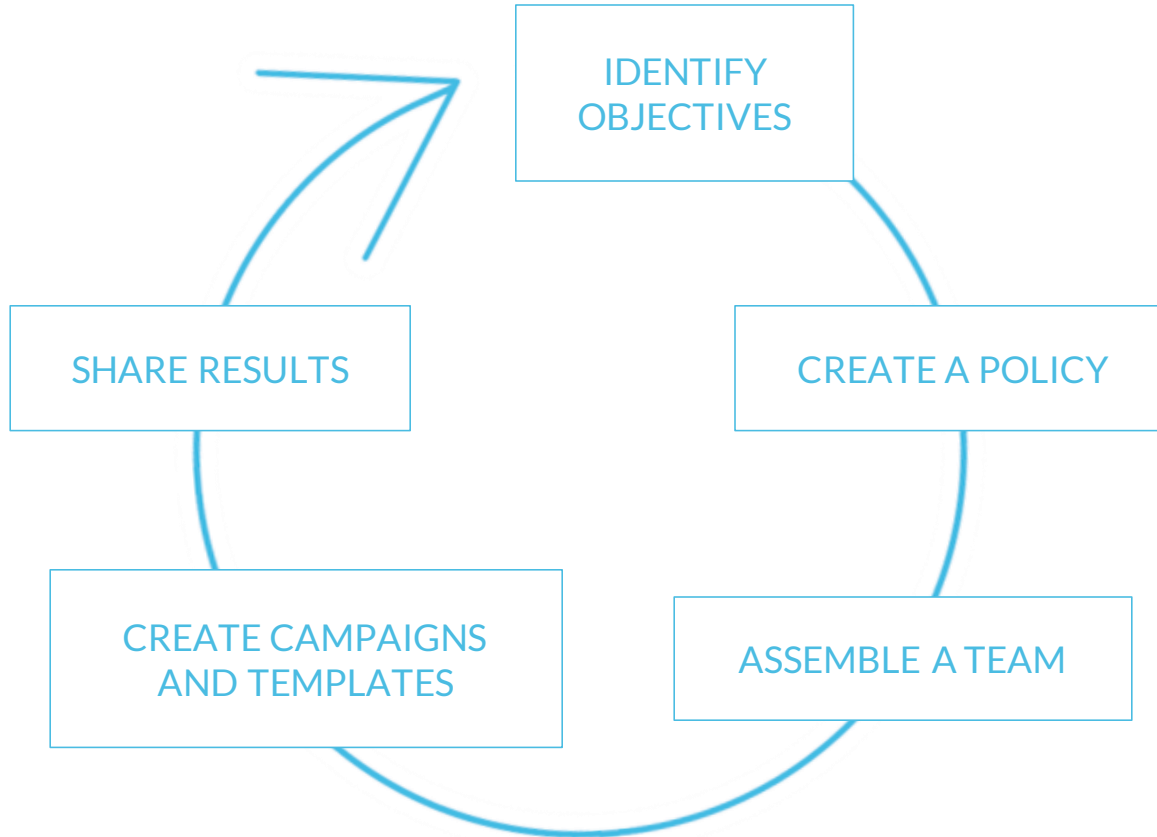 IDENTIFY
OBJECTIVES
CREATE A POLICY
ASSEMBLE A TEAM
CREATE CAMPAIGNS
AND TEMPLATES
SHARE RESULTS